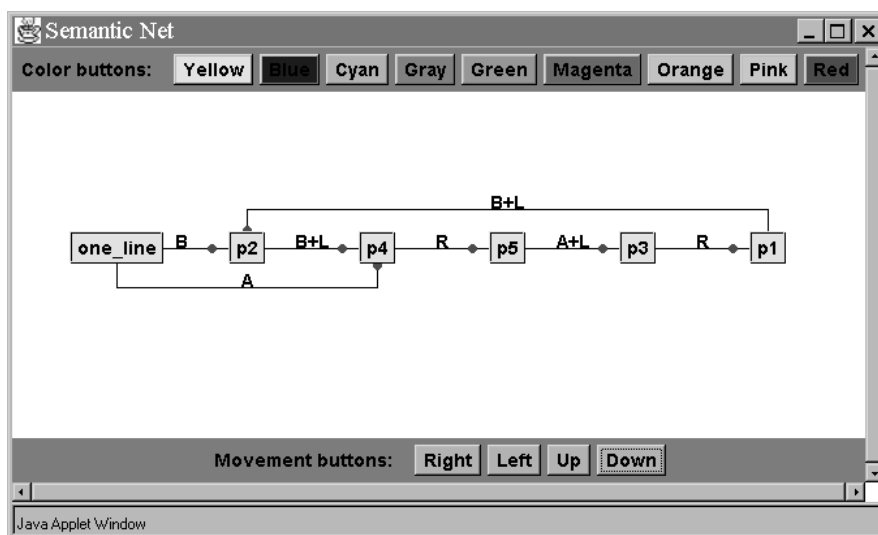 Semantic Net
Color buttons: Yellow Blue Cyan Gray Green Magenta Orange Pink Red
B+L
one_line B p2 B+L p4 R p5 A+L p3 R p1
A
Movement buttons: Right Left Up Down
Java Applet Window